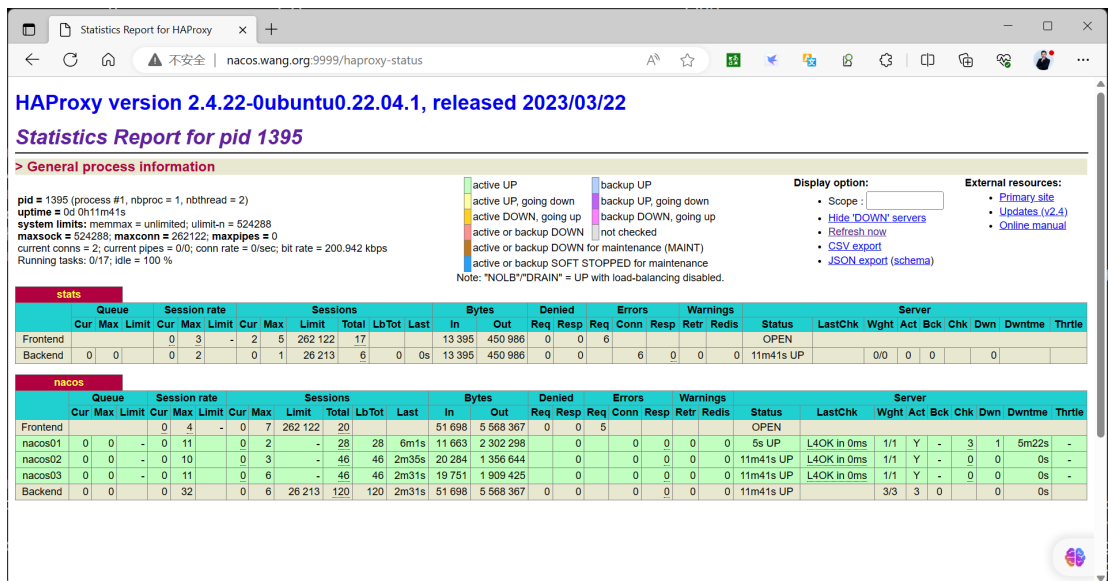 Statistics Report for HAProxy
不安全 | nacos.wang.org:9999/haproxy-status
HAProxy version 2.4.22-0ubuntu0.22.04.1, released 2023/03/22
Statistics Report for pid 1395
> General process information
pid = 1395 (process #1, nbproc = 1, nbthread = 2)
uptime = 0d 0h11m41s
system limits: memmax = unlimited; ulimit-n = 524288
maxsock = 524288; maxconn = 262122; maxpipes = 0
current conns = 2; current pipes = 0/0; conn rate = 0/sec; bit rate = 200.942 kbps
Running tasks: 0/17; idle = 100 %
active UP backup UP
active UP, going down backup UP, going down
active DOWN, going up backup DOWN, going up
active or backup DOWN not checked
active or backup DOWN for maintenance (MAINT)
active or backup SOFT STOPPED for maintenance
Note: "NOLB"/"DRAIN" = UP with load-balancing disabled.
Display option:
• Scope :
• Hide 'DOWN' servers
• Refresh now
• CSV export
• JSON export (schema)
External resources:
• Primary site
• Updates (v2.4)
• Online manual
stats
Queue Session rate Sessions Bytes Denied Errors Warnings Server
Cur Max Limit Cur Max Limit Cur Max Limit Total LbTot Last In Out Req Resp Req Conn Resp Retr Redis Status LastChk Wght Act Bck Chk Dwn Dwntme Thrtle
Frontend 0 3 - 2 5 262 122 17 13 395 450 986 0 0 6 OPEN
Backend 0 0 0 2 0 1 26 213 6 0 0s 13 395 450 986 0 0 6 0 0 0 11m41s UP 0/0 0 0 0
nacos
Queue Session rate Sessions Bytes Denied Errors Warnings Server
Cur Max Limit Cur Max Limit Cur Max Limit Total LbTot Last In Out Req Resp Req Conn Resp Retr Redis Status LastChk Wght Act Bck Chk Dwn Dwntme Thrtle
Frontend 0 4 - 0 7 262 122 20 51 698 5 568 367 0 0 5 OPEN
nacos01 0 0 - 0 11 0 2 - 28 28 6m1s 11 663 2 302 298 0 0 0 0 0 5s UP L4OK in 0ms 1/1 Y - 3 1 5m22s -
nacos02 0 0 - 0 10 0 3 - 46 46 2m35s 20 284 1 356 644 0 0 0 0 0 11m41s UP L4OK in 0ms 1/1 Y - 0 0 0s -
nacos03 0 0 - 0 11 0 6 - 46 46 2m31s 19 751 1 909 425 0 0 0 0 0 11m41s UP L4OK in 0ms 1/1 Y - 0 0 0s -
Backend 0 0 0 32 0 6 26 213 120 120 2m31s 51 698 5 568 367 0 0 0 0 0 0 11m41s UP 3/3 3 0 0 0s